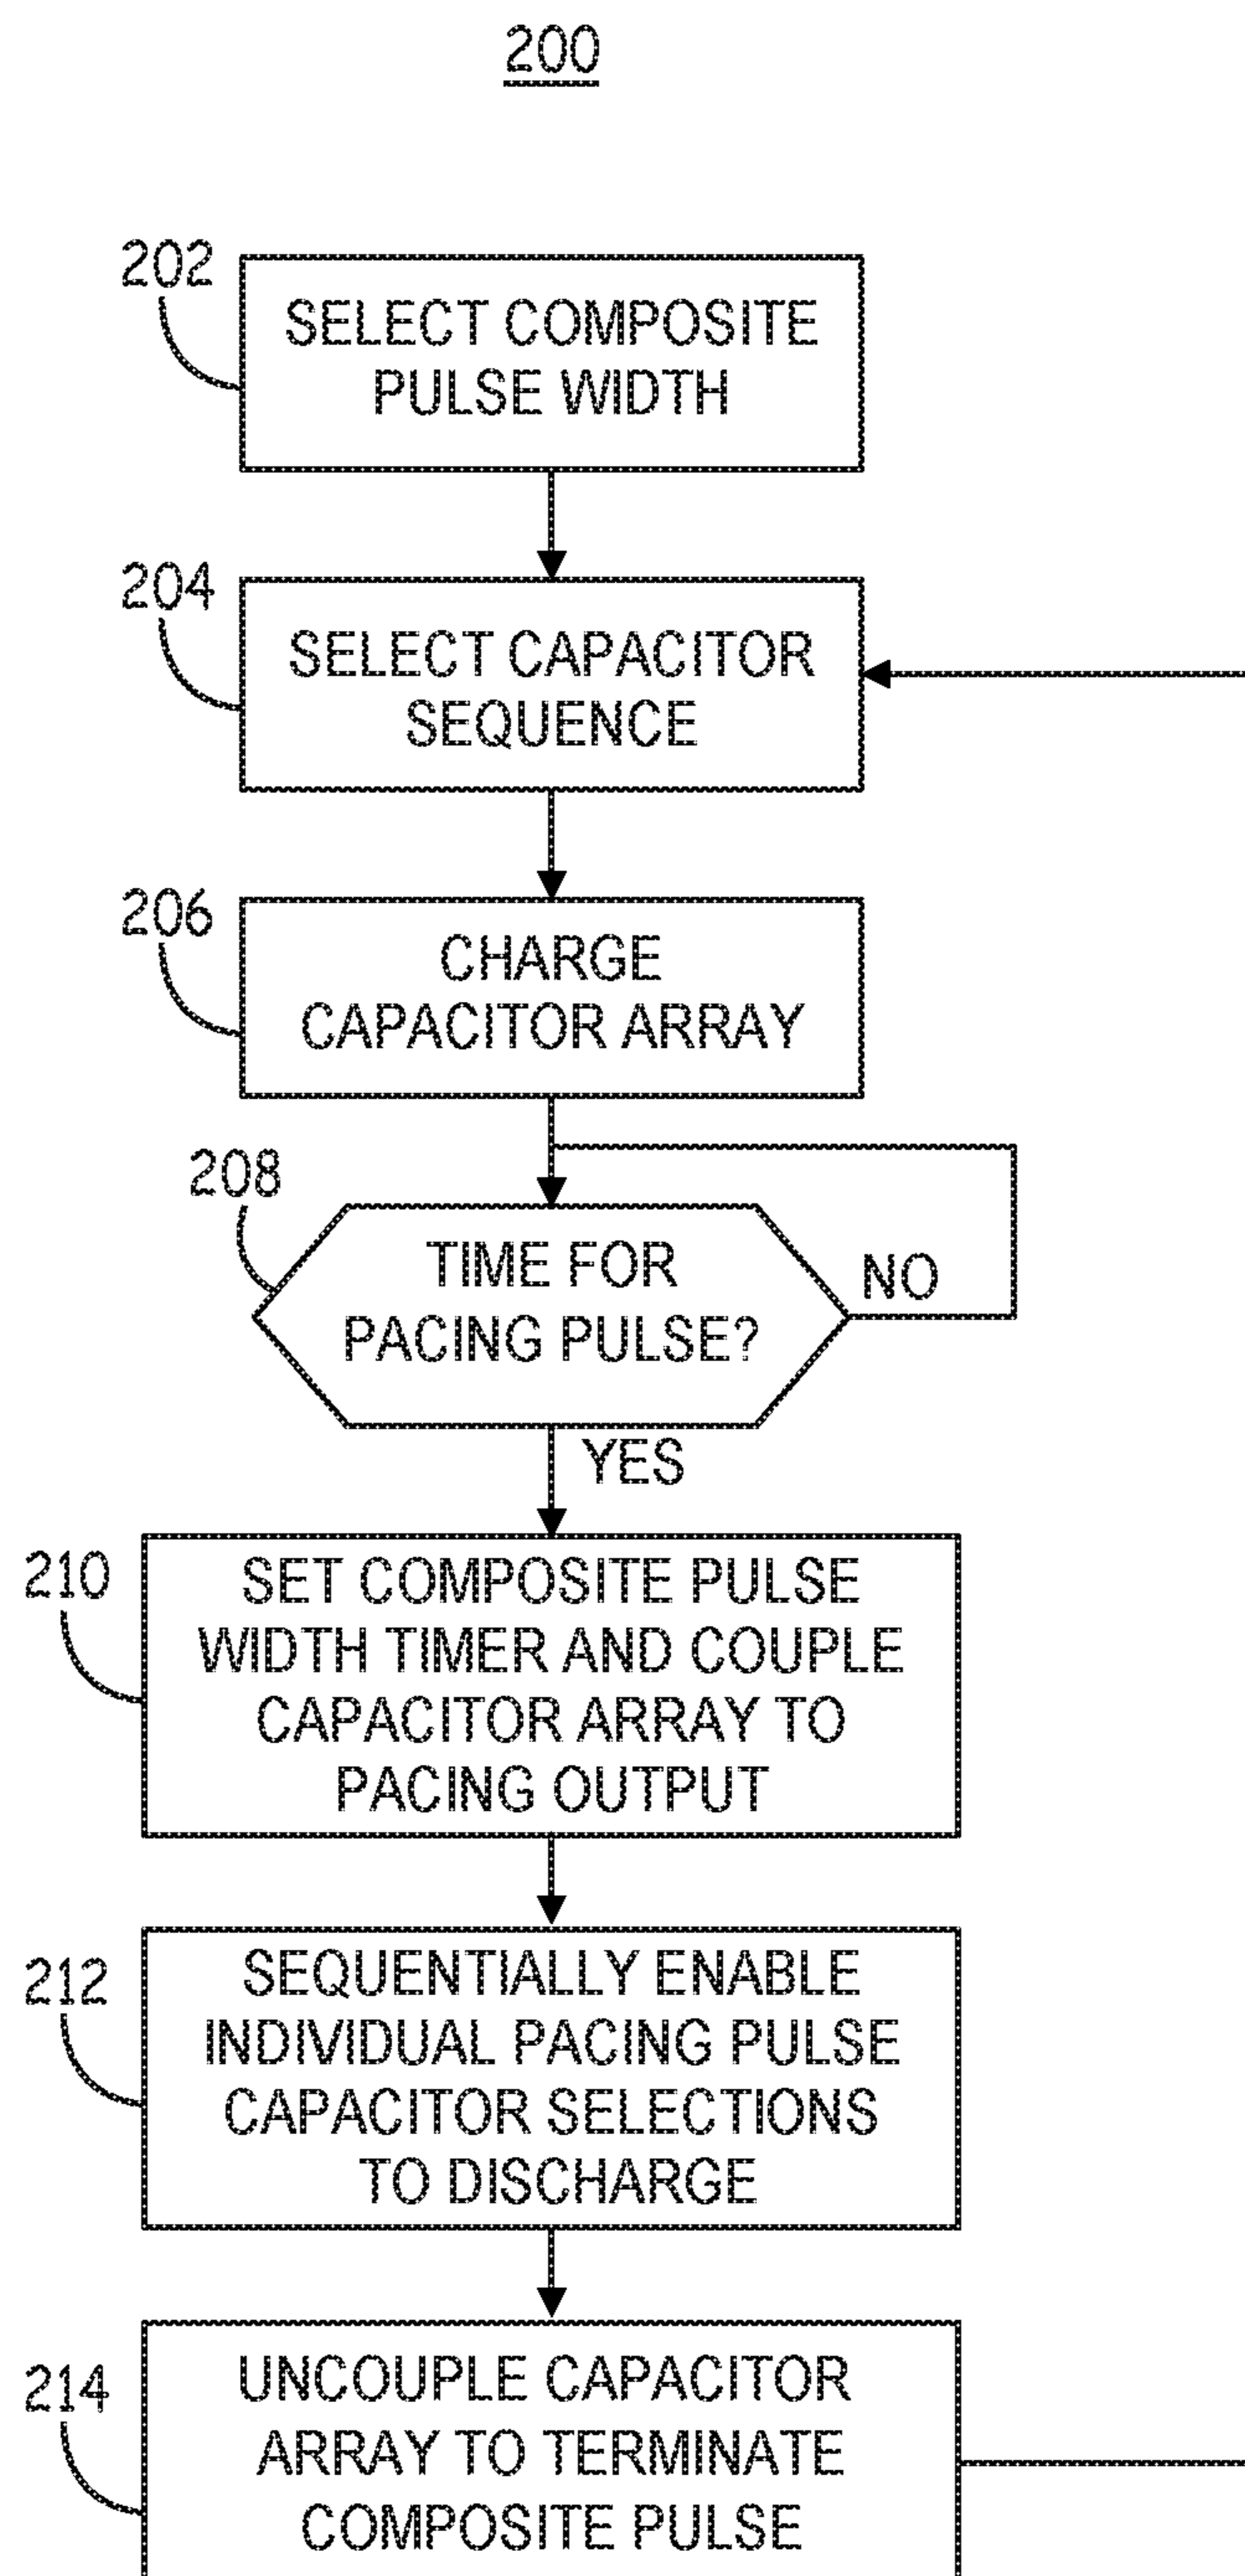 200
202
SELECT COMPOSITE
PULSE WIDTH
204
SELECT CAPACITOR
SEQUENCE
206
CHARGE
CAPACITOR ARRAY
208
TIME FOR
PACING PULSE?
NO
YES
210
SET COMPOSITE PULSE
WIDTH TIMER AND COUPLE
CAPACITOR ARRAY TO
PACING OUTPUT
212
SEQUENTIALLY ENABLE
INDIVIDUAL PACING PULSE
CAPACITOR SELECTIONS
TO DISCHARGE
214
UNCOUPLE CAPACITOR
ARRAY TO TERMINATE
COMPOSITE PULSE